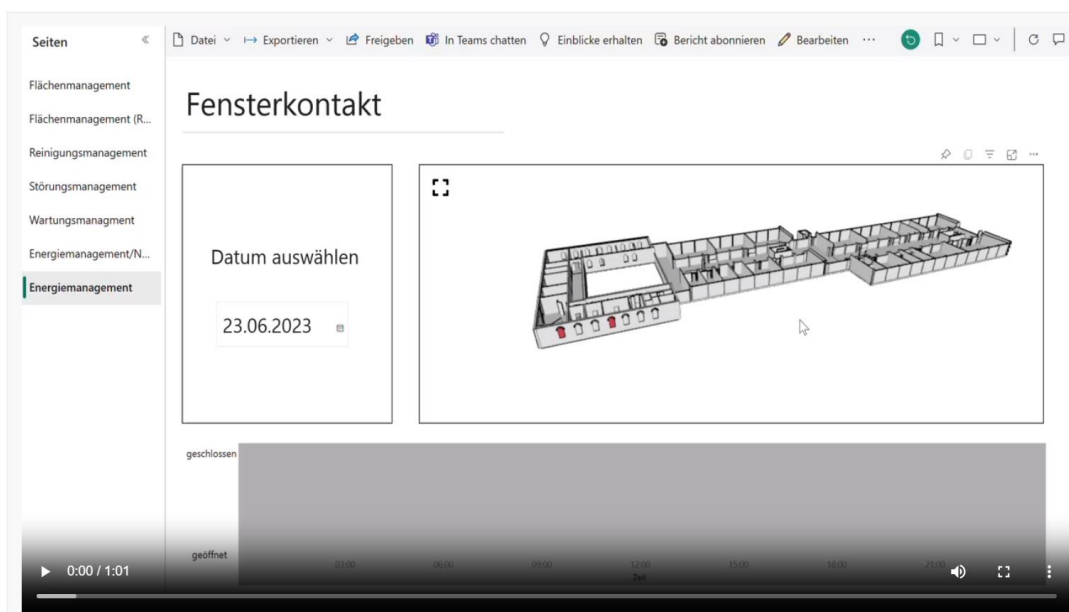 Seiten
Datei
Exportieren
Freigeben
In Teams chatten
Einblicke erhalten
Bericht abonnieren
Bearbeiten
Flächenmanagement
Flächenmanagement (R...
Reinigungsmanagement
Störungsmanagement
Wartungsmanagment
Energiemanagement/N...
Energiemanagement
Fensterkontakt
Datum auswählen
23.06.2023
geschlossen
geöffnet
03:00 06:00 09:00 12:00 15:00 18:00 21:00
Zeit
0:00 / 1:01